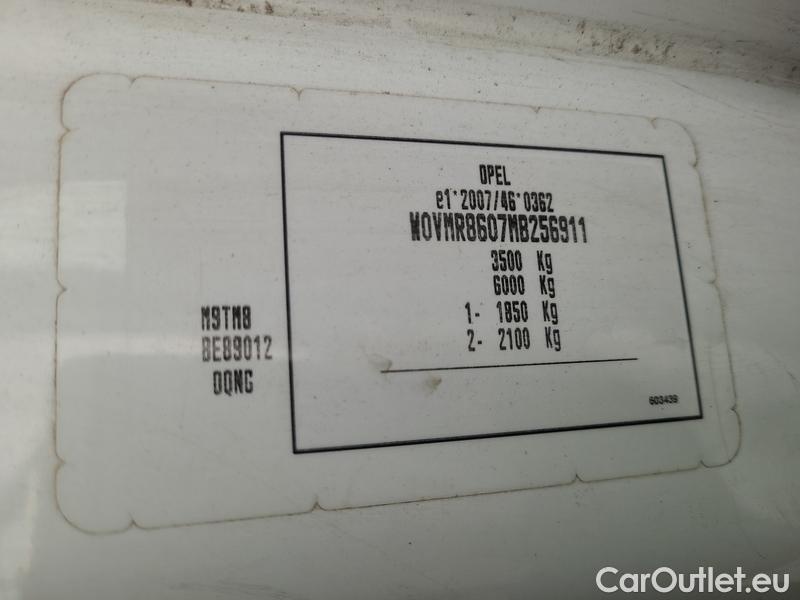 OPEL
e1*2007/46*0362
W0VMR8607MB256911
3500 Kg
6000 Kg
1- 1850 Kg
2- 2100 Kg
M9TM8
BE89012
0QNG
603439
CarOutlet.eu